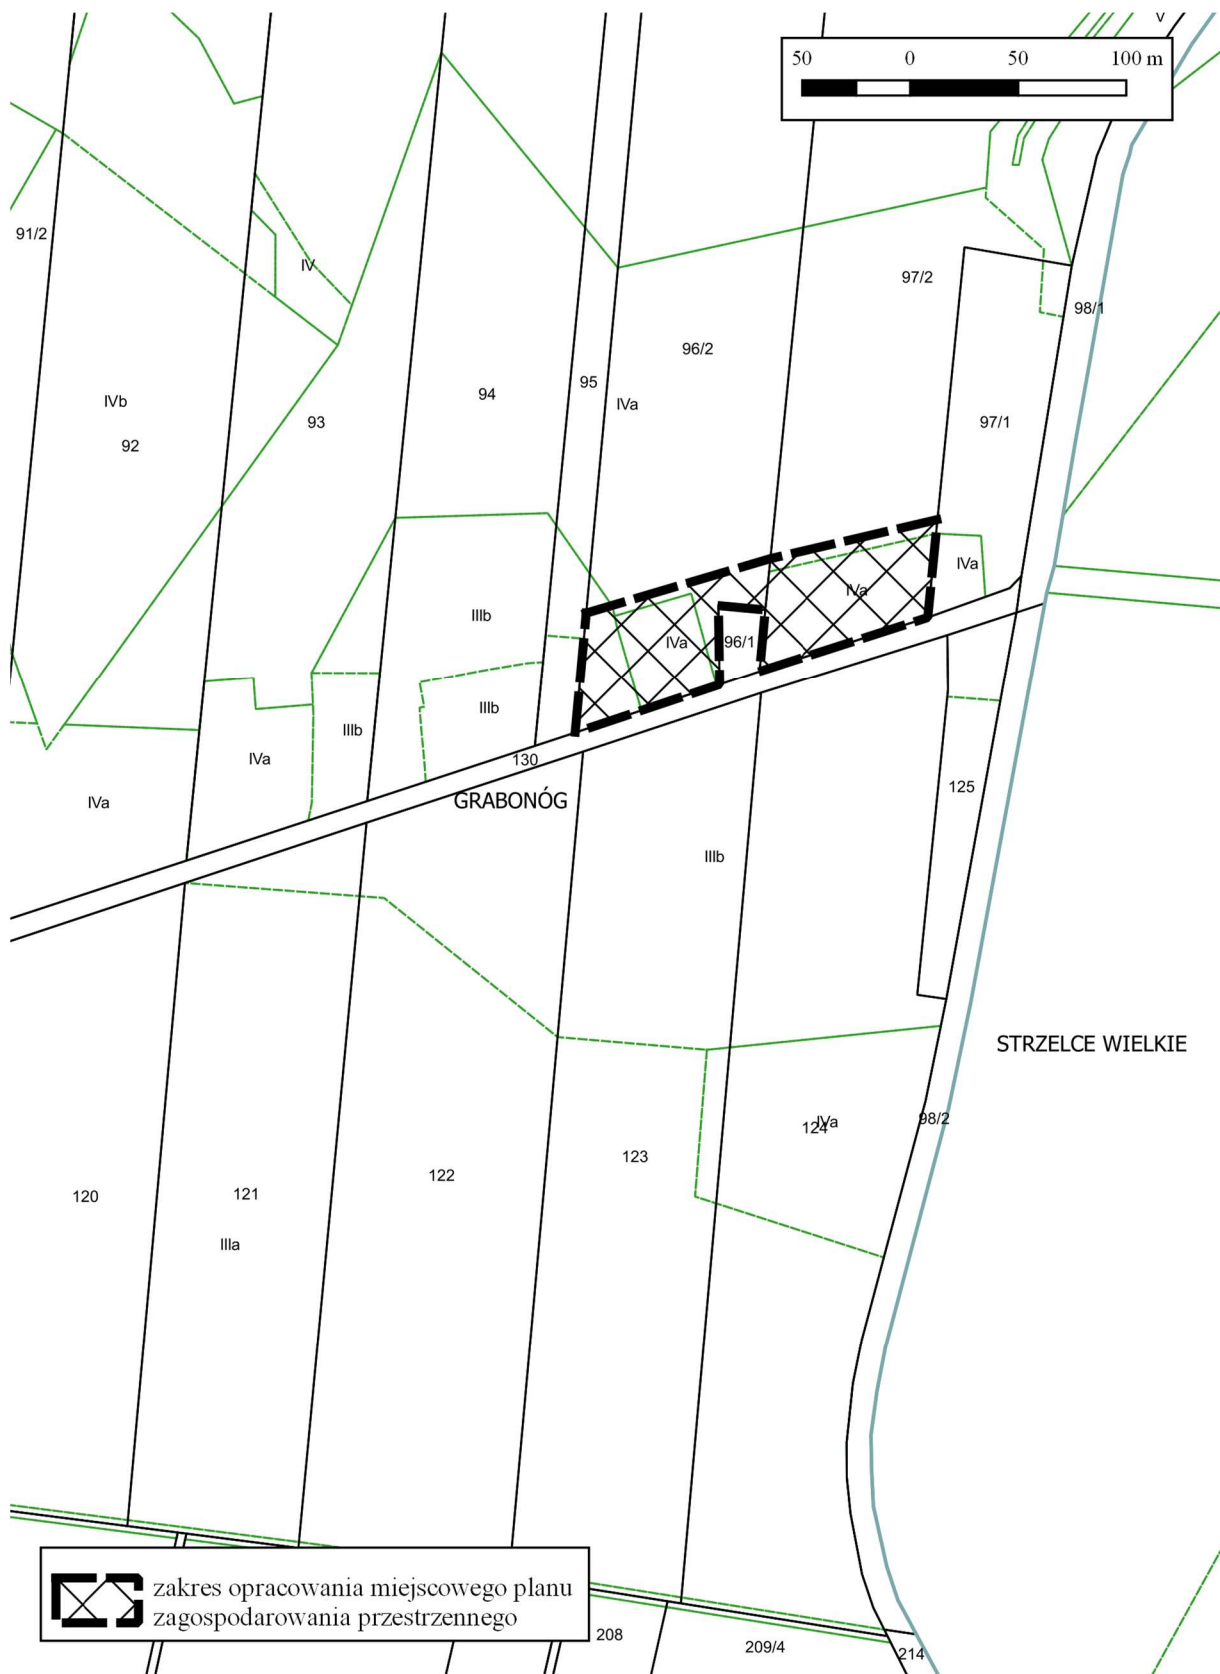 V
50 0 50 100 m
91/2
IV
97/2
98/1
96/2
95
94
IVa
IVb
93
97/1
92
IVa
IVa
IIIb
IVa
96/1
IIIb
IIIb
IVa
130
125
GRABONÓG
IVa
IIIb
STRZELCE WIELKIE
98/2
IVa
124
123
122
121
120
IIIa
zakres opracowania miejscowego planu
zagospodarowania przestrzennego
208
209/4
214